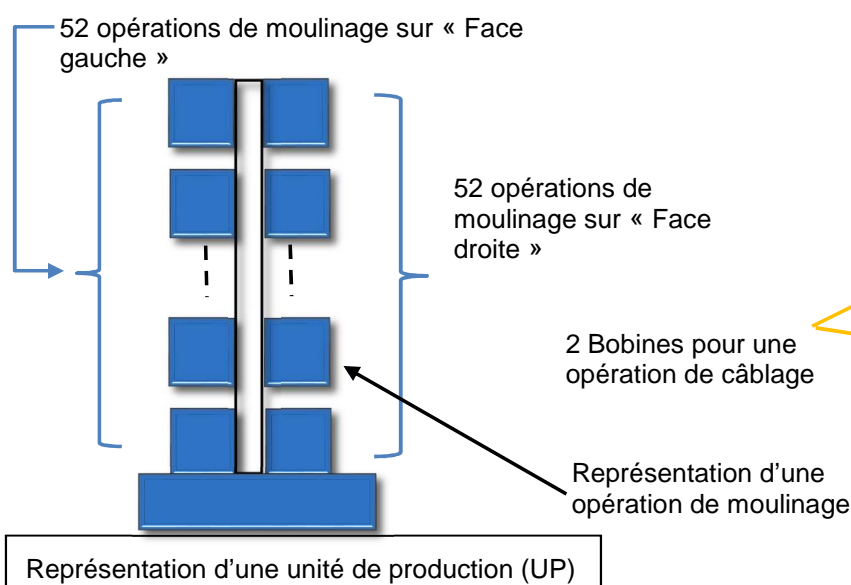 52 opérations de moulinage sur « Face
gauche »
52 opérations de
moulinage sur « Face
droite »
2 Bobines pour une
opération de câblage
Représentation d’une
opération de moulinage
Représentation d’une unité de production (UP)